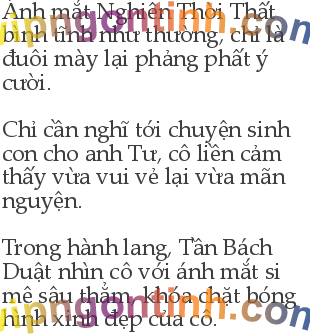 Ánh mắt Nghiên Thời Thất
bình tĩnh như thường, chỉ là
đuôi mày lại phảng phất ý
cười.
Chỉ cần nghĩ tới chuyện sinh
con cho anh Tư, cô liền cảm
thấy vừa vui vẻ lại vừa mãn
nguyện.
Trong hành lang, Tần Bách
Duật nhìn cô với ánh mắt si
mê sâu thẳm, khóa chặt bóng
hình xinh đẹp của cô.